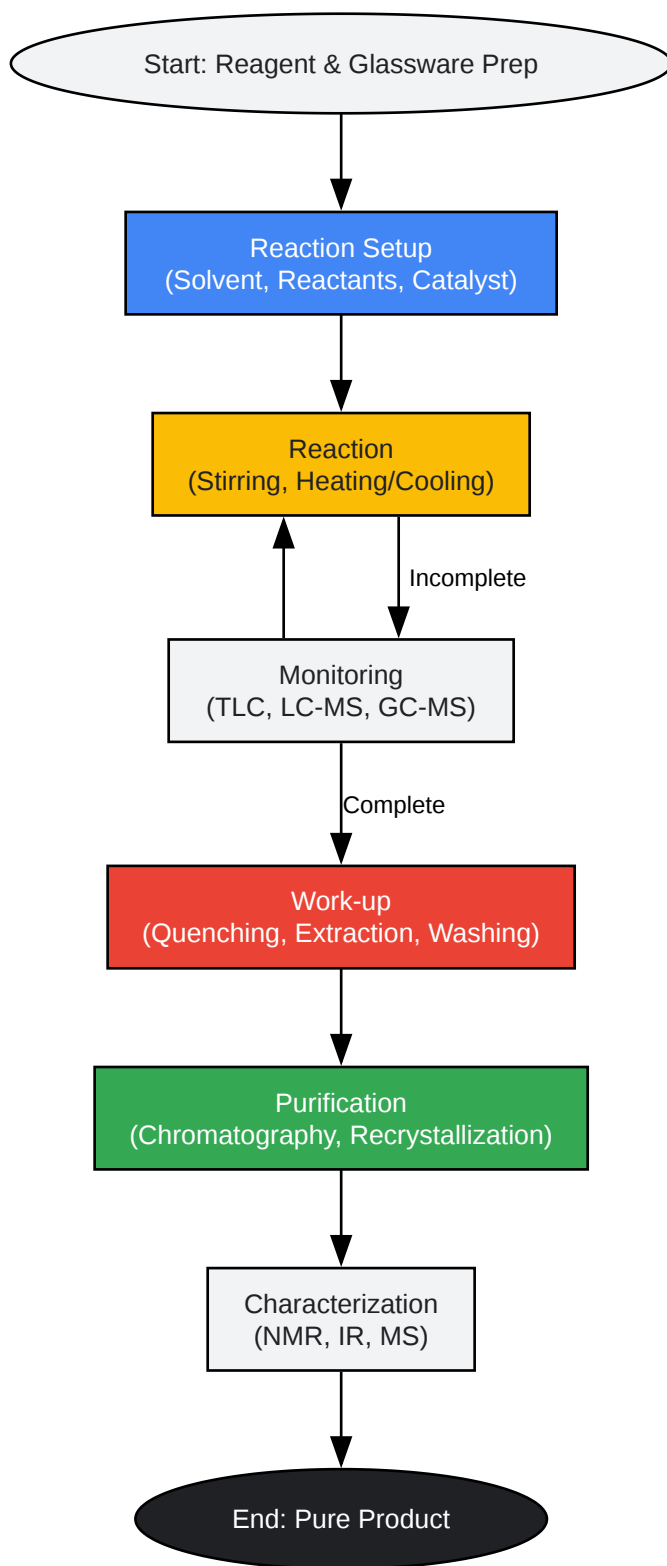 Start: Reagent & Glassware Prep
Reaction Setup
(Solvent, Reactants, Catalyst)
Reaction
(Stirring, Heating/Cooling)
Incomplete
Monitoring
(TLC, LC-MS, GC-MS)
Complete
Work-up
(Quenching, Extraction, Washing)
Purification
(Chromatography, Recrystallization)
Characterization
(NMR, IR, MS)
End: Pure Product